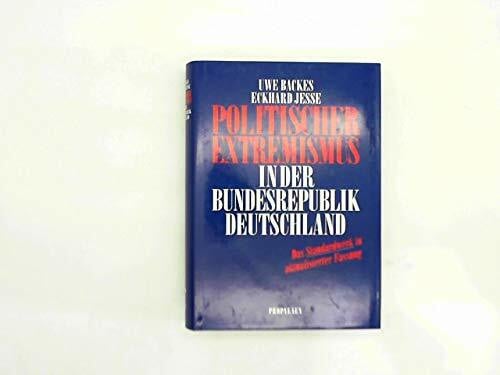 UWE BACKES
ECKHARD JESSE
POLITISCHER
EXTREMISMUS
IN DER
BUNDESREPUBLIK
DEUTSCHLAND
Das Standardwerk in
aktualisierter Fassung
PROPYLÄEN